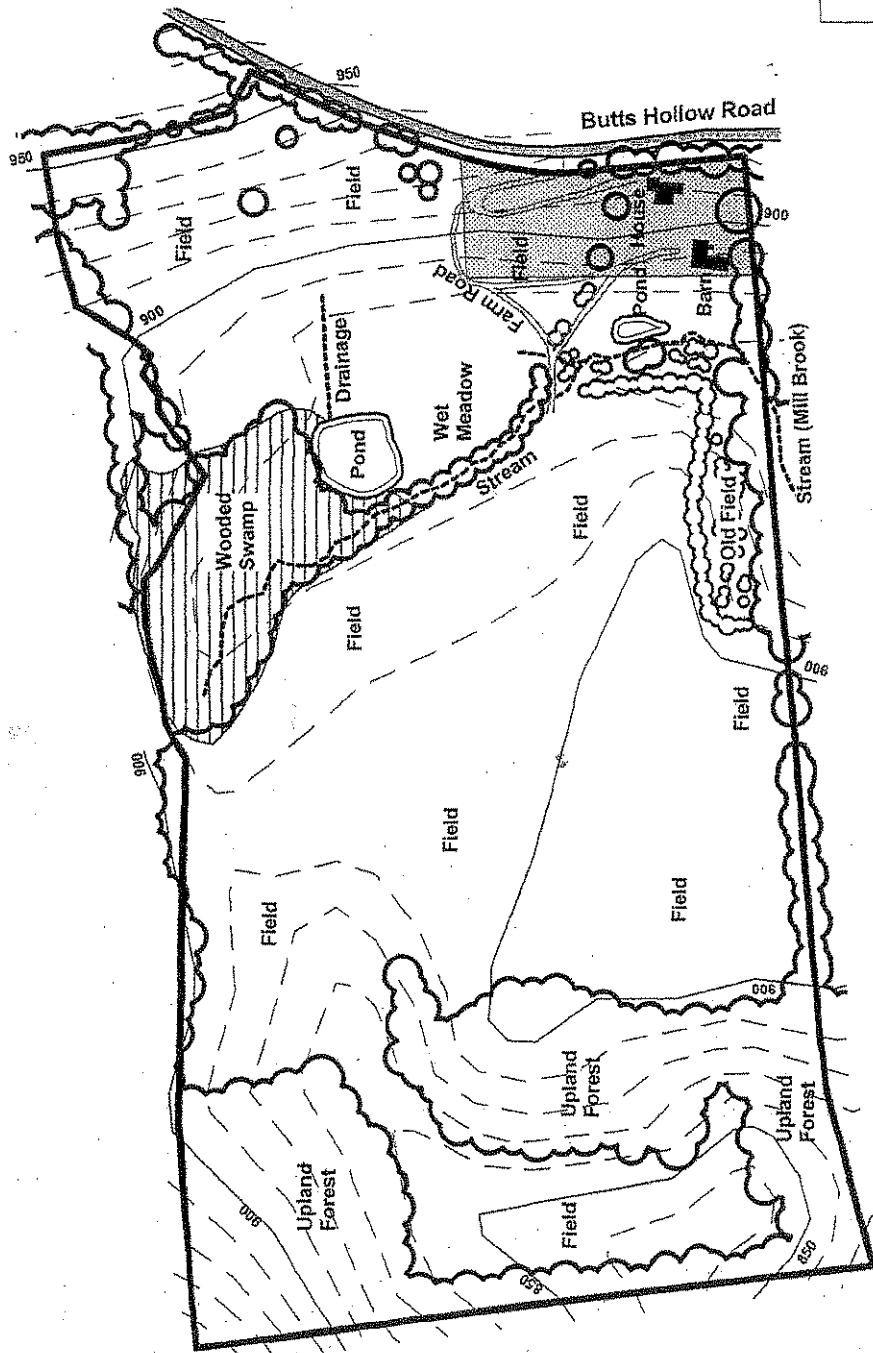 950
Butts Hollow Road
950
Field
Field
900
900
Farm Road
Field
House
Pond
Barn
Drainage
Wet
Meadow
Pond
Stream
Wooded
Swamp
Stream (Mill Brook)
Old Field
Field
Field
900
Field
900
Field
Field
Field
900
Upland
Forest
Upland
Forest
900
Upland
Forest
Field
850
850